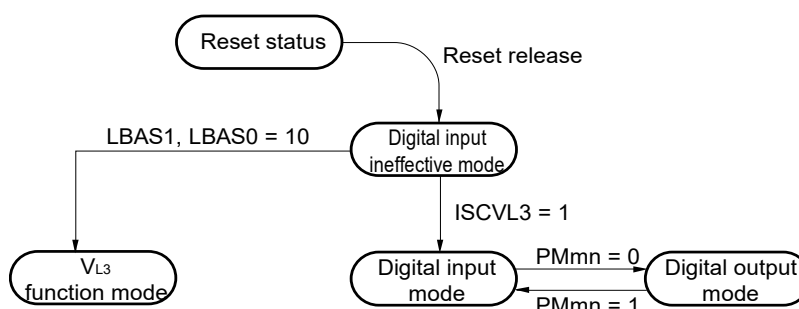 Reset status
Reset release
Digital input
ineffective mode
LBAS1, LBAS0 = 10
ISCVL3 = 1
VL3
function mode
Digital input
mode
PMmn = 0
PMmn = 1
Digital output
mode